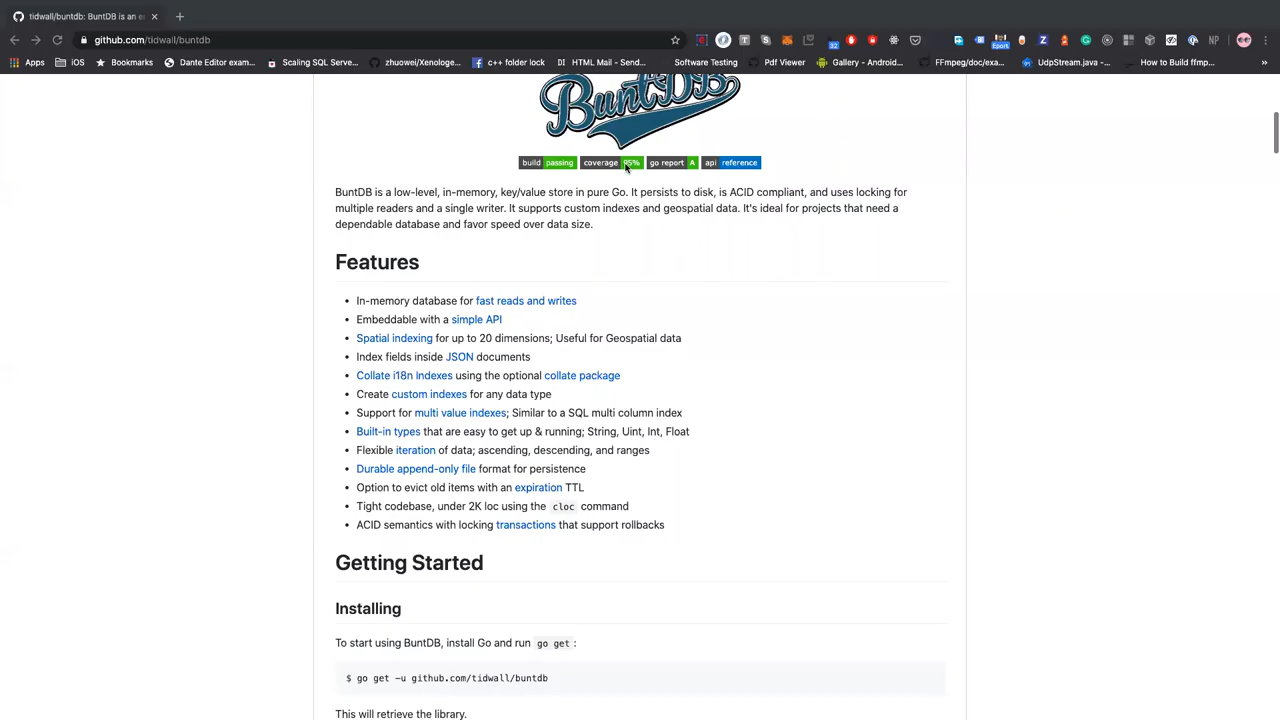 tidwall/buntdb: BuntDB is an e
github.com/tidwall/buntdb
32
Eport
NP
Apps
iOS
Bookmarks
Dante Editor exam...
Scaling SQL Serve...
zhuowei/Xenologe...
c++ folder lock
DI HTML Mail - Send...
Software Testing
Pdf Viewer
Gallery - Android...
FFmpeg/doc/exa...
UdpStream.java -...
How to Build ffmp...
»
BuntDB
build passing coverage 95% go report A api reference
BuntDB is a low-level, in-memory, key/value store in pure Go. It persists to disk, is ACID compliant, and uses locking for
multiple readers and a single writer. It supports custom indexes and geospatial data. It's ideal for projects that need a
dependable database and favor speed over data size.
Features
• In-memory database for fast reads and writes
• Embeddable with a simple API
• Spatial indexing for up to 20 dimensions; Useful for Geospatial data
• Index fields inside JSON documents
• Collate i18n Indexes using the optional collate package
• Create custom indexes for any data type
• Support for multi value indexes; Similar to a SQL multi column index
• Built-in types that are easy to get up & running; String, Uint, Int, Float
• Flexible iteration of data; ascending, descending, and ranges
• Durable append-only file format for persistence
• Option to evict old items with an expiration TTL
• Tight codebase, under 2K loc using the cloc command
• ACID semantics with locking transactions that support rollbacks
Getting Started
Installing
To start using BuntDB, install Go and run go get :
$ go get -u github.com/tidwall/buntdb
This will retrieve the library.